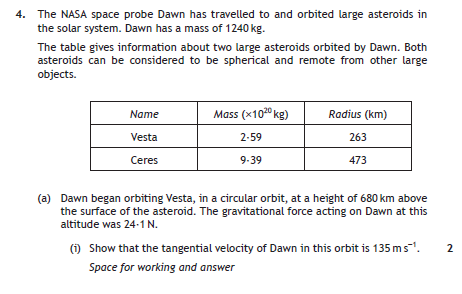 4. The NASA space probe Dawn has travelled to and orbited large asteroids in
the solar system. Dawn has a mass of 1240 kg.
The table gives information about two large asteroids orbited by Dawn. Both
asteroids can be considered to be spherical and remote from other large
objects.
Name Mass (×10²⁰ kg) Radius (km)
Vesta 2·59 263
Ceres 9·39 473
(a) Dawn began orbiting Vesta, in a circular orbit, at a height of 680 km above
the surface of the asteroid. The gravitational force acting on Dawn at this
altitude was 24·1 N.
(i) Show that the tangential velocity of Dawn in this orbit is 135 m s⁻¹. 2
Space for working and answer